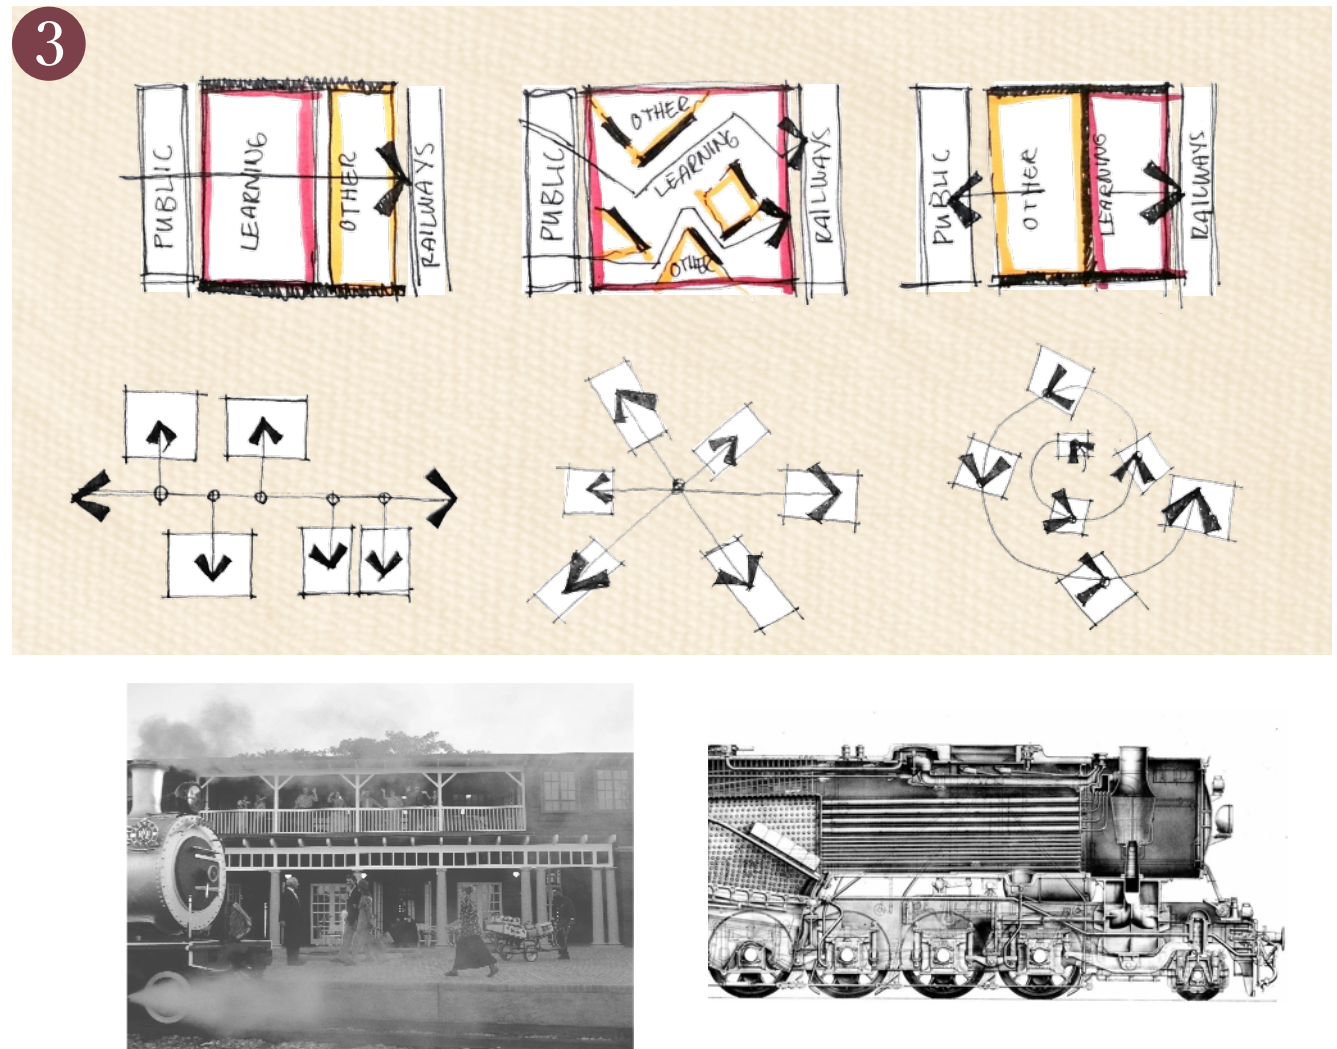 3
PUBLIC
LEARNING
OTHER
RAILWAYS
PUBLIC
OTHER
LEARNING
OTHER
RAILWAYS
PUBLIC
OTHER
LEARNING
RAILWAYS